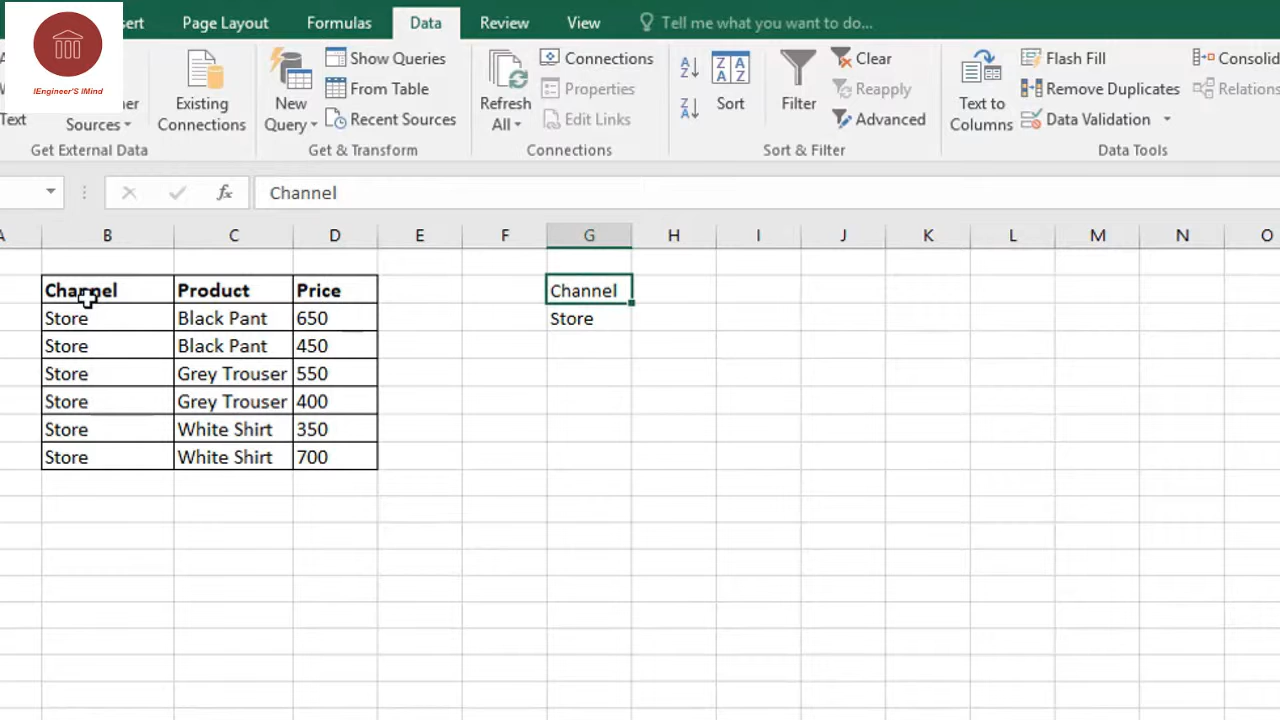 IEngineer'S IMind
Page Layout
Formulas
Data
Review
View
Tell me what you want to do...
Text
Sources
Existing
Connections
New
Query
Show Queries
From Table
Recent Sources
Refresh
All
Connections
Properties
Edit Links
Sort
Filter
Clear
Reapply
Advanced
Text to
Columns
Flash Fill
Remove Duplicates
Data Validation
Get External Data
Get & Transform
Connections
Sort & Filter
Data Tools
fx Channel
A B C D E F G H I J K L M N O
Channel Product Price Channel
Store Black Pant 650 Store
Store Black Pant 450
Store Grey Trouser 550
Store Grey Trouser 400
Store White Shirt 350
Store White Shirt 700